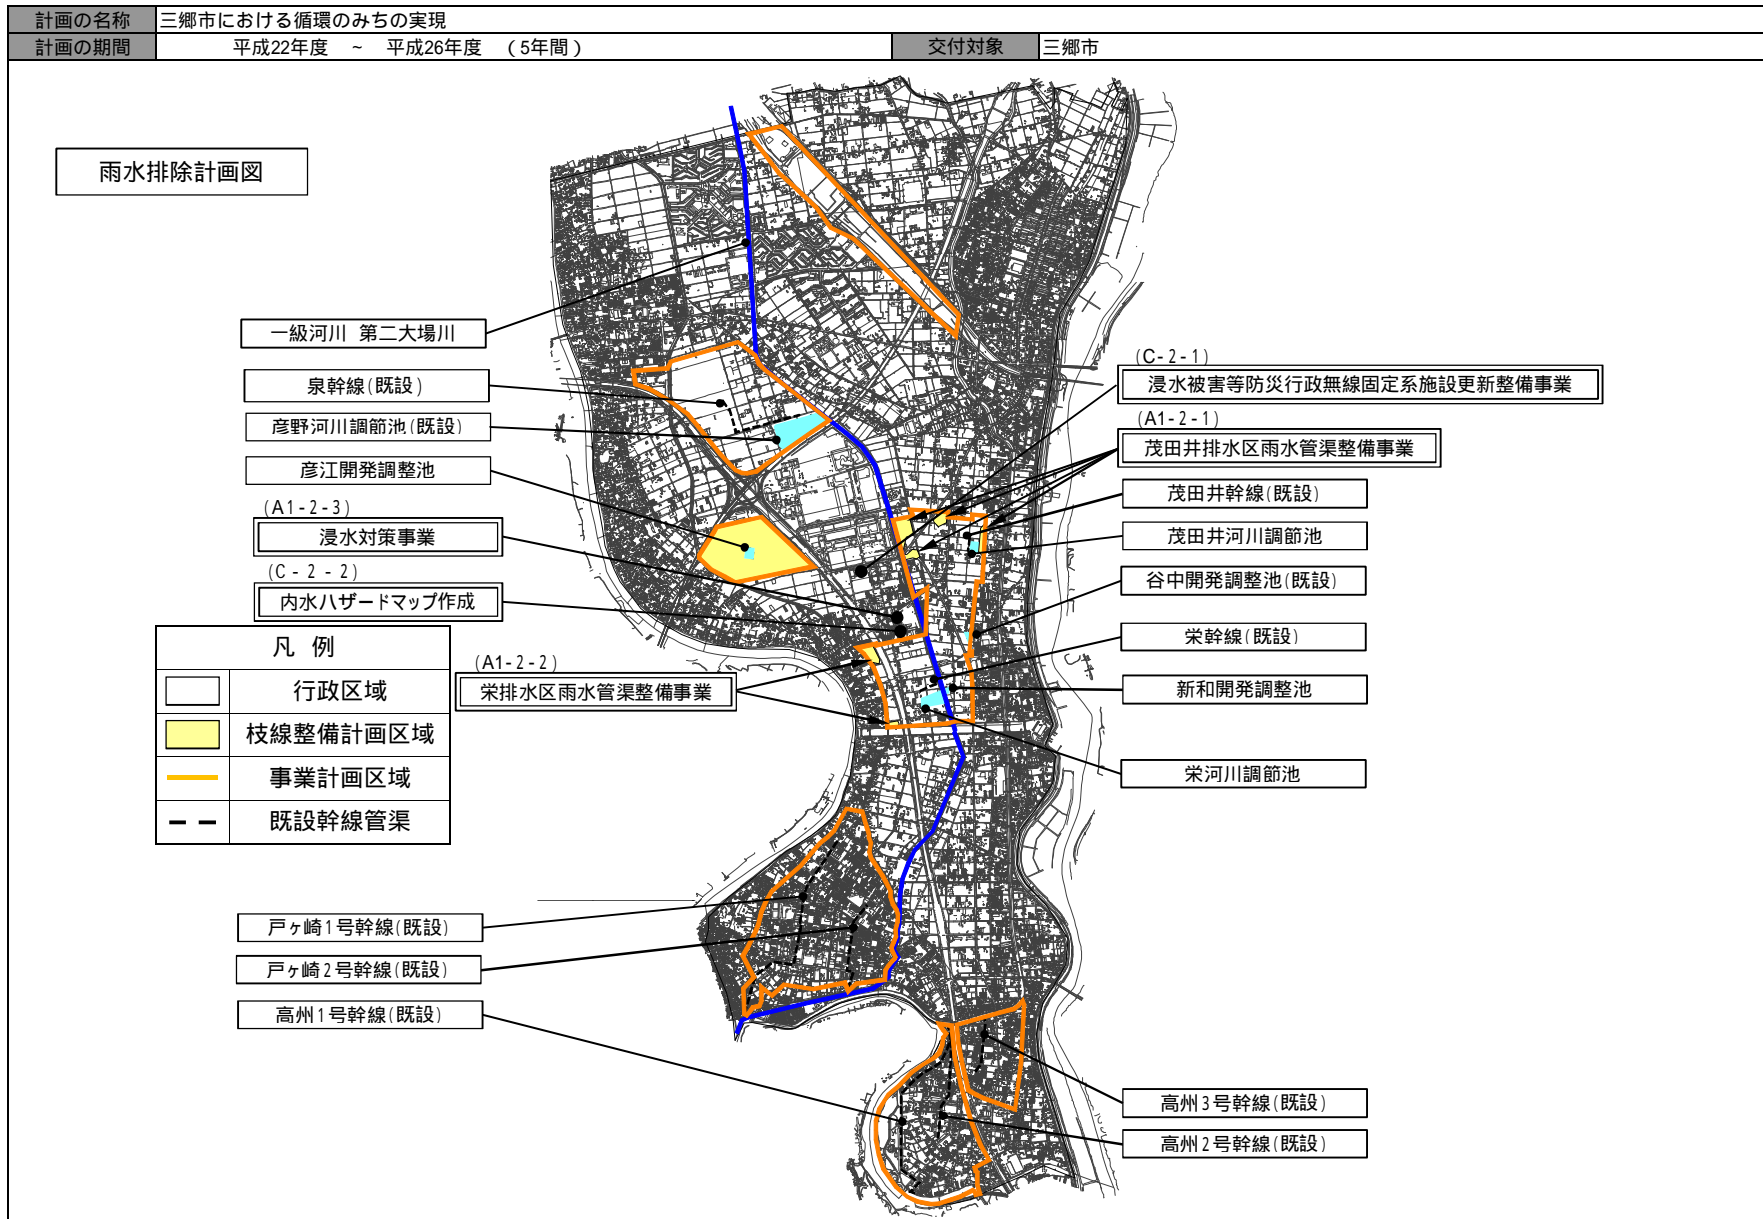 計画の名称 三郷市における循環のみちの実現
計画の期間 平成22年度 ~ 平成26年度 (5年間) 交付対象 三郷市
雨水排除計画図
一級河川 第二大場川
泉幹線(既設)
彦野河川調節池(既設)
彦江開発調整池
(A1-2-3)
浸水対策事業
(C-2-2)
内水ハザードマップ作成
凡 例
行政区域
枝線整備計画区域
事業計画区域
既設幹線管渠
(A1-2-2)
栄排水区雨水管渠整備事業
戸ヶ崎1号幹線(既設)
戸ヶ崎2号幹線(既設)
高州1号幹線(既設)
(C-2-1)
浸水被害等防災行政無線固定系施設更新整備事業
(A1-2-1)
茂田井排水区雨水管渠整備事業
茂田井幹線(既設)
茂田井河川調節池
谷中開発調整池(既設)
栄幹線(既設)
新和開発調整池
栄河川調節池
高州3号幹線(既設)
高州2号幹線(既設)